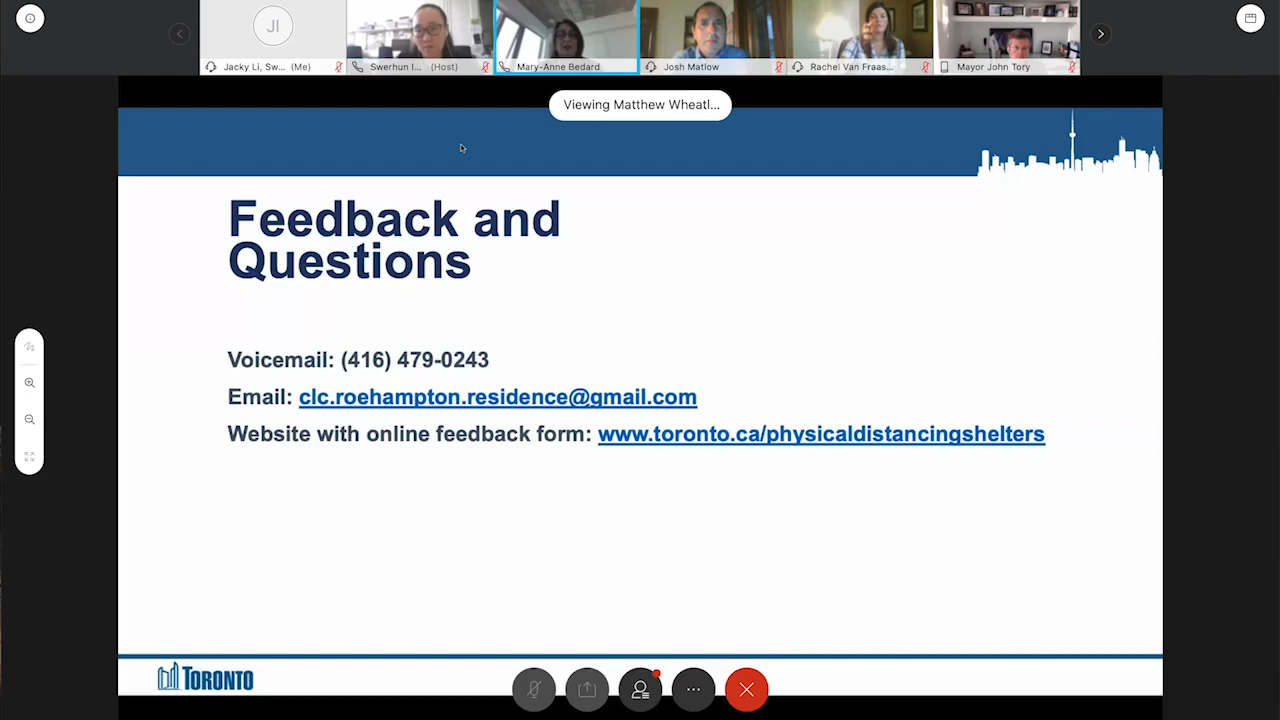 JI
Jacky Li, Sw... (Me)
Swerhun I... (Host)
Mary-Anne Bedard
Josh Matlow
Rachel Van Fraas...
Mayor John Tory
Viewing Matthew Wheatl...
Feedback and
Questions
Voicemail: (416) 479-0243
Email: clc.roehampton.residence@gmail.com
Website with online feedback form: www.toronto.ca/physicaldistancingshelters
TORONTO